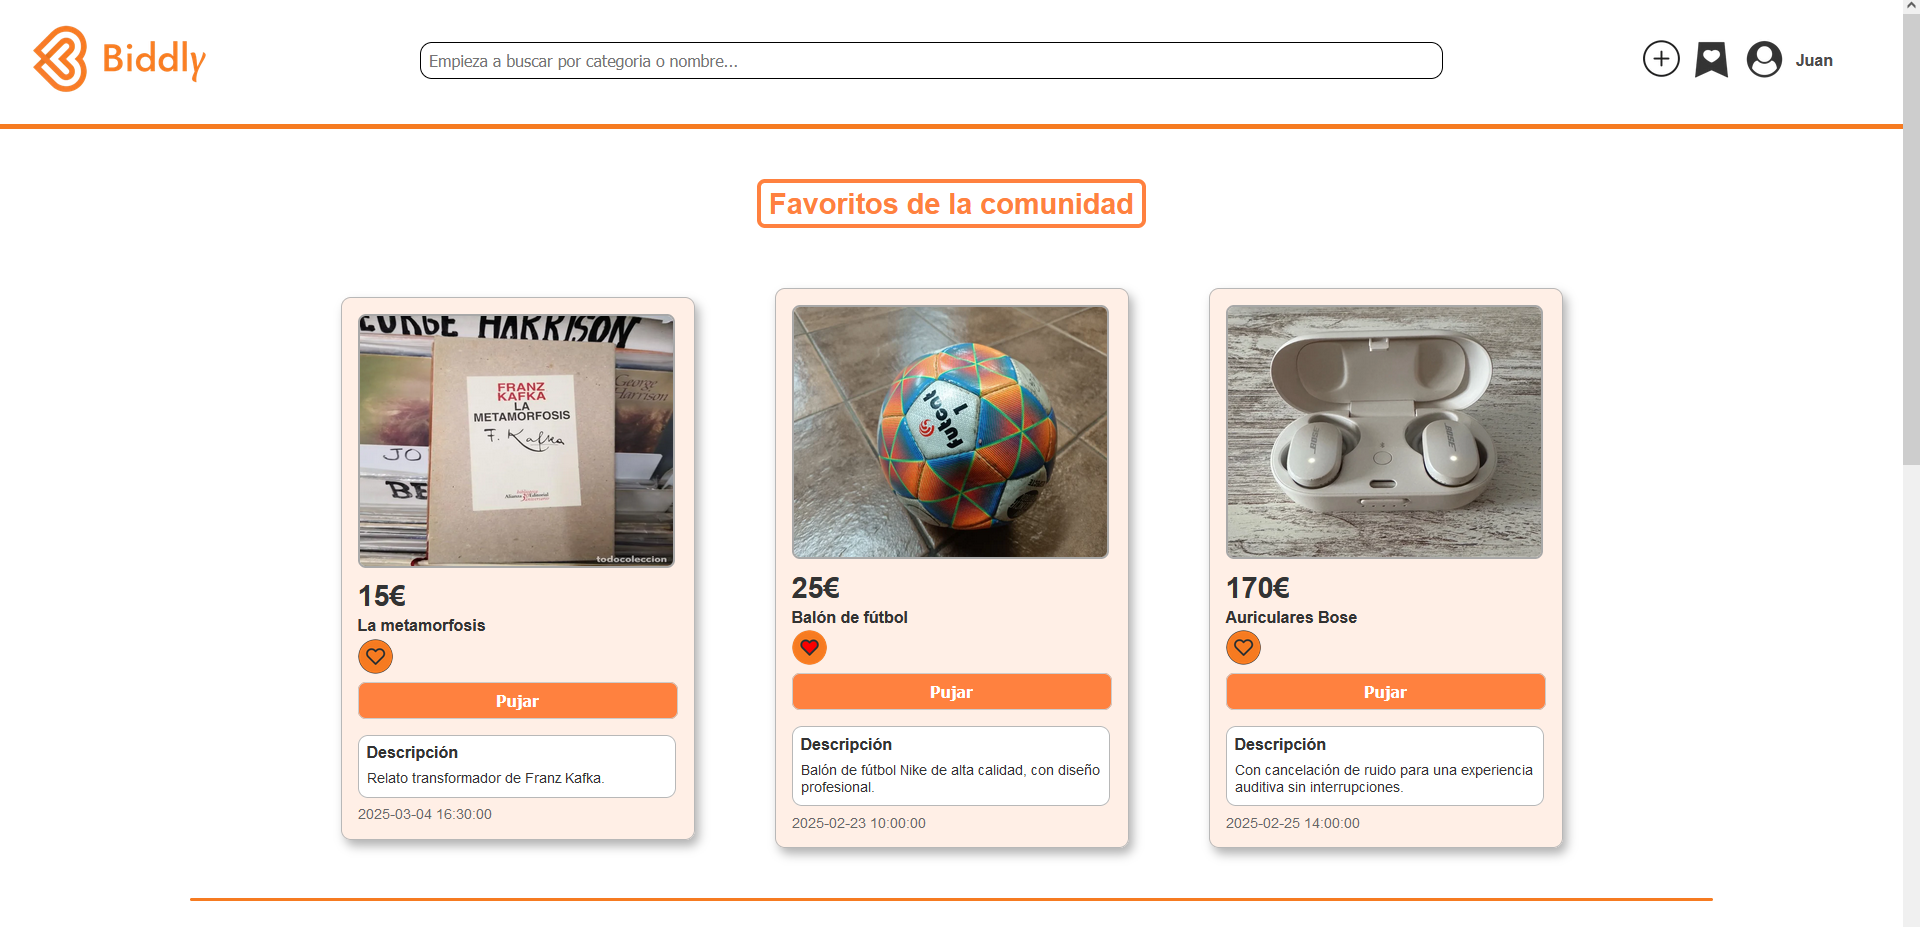 Biddly
Empieza a buscar por categoria o nombre...
Juan
Favoritos de la comunidad
GEORGE HARRISON
George
Harrison
FRANZ
KAFKA
LA
METAMORFOSIS
F. Kafka
Alianza Editorial
JO
BE
todocoleccion
15€
La metamorfosis
Pujar
Descripción
Relato transformador de Franz Kafka.
2025-03-04 16:30:00
futent
1
25€
Balón de fútbol
Pujar
Descripción
Balón de fútbol Nike de alta calidad, con diseño
profesional.
2025-02-23 10:00:00
BOSE
BOSE
170€
Auriculares Bose
Pujar
Descripción
Con cancelación de ruido para una experiencia
auditiva sin interrupciones.
2025-02-25 14:00:00